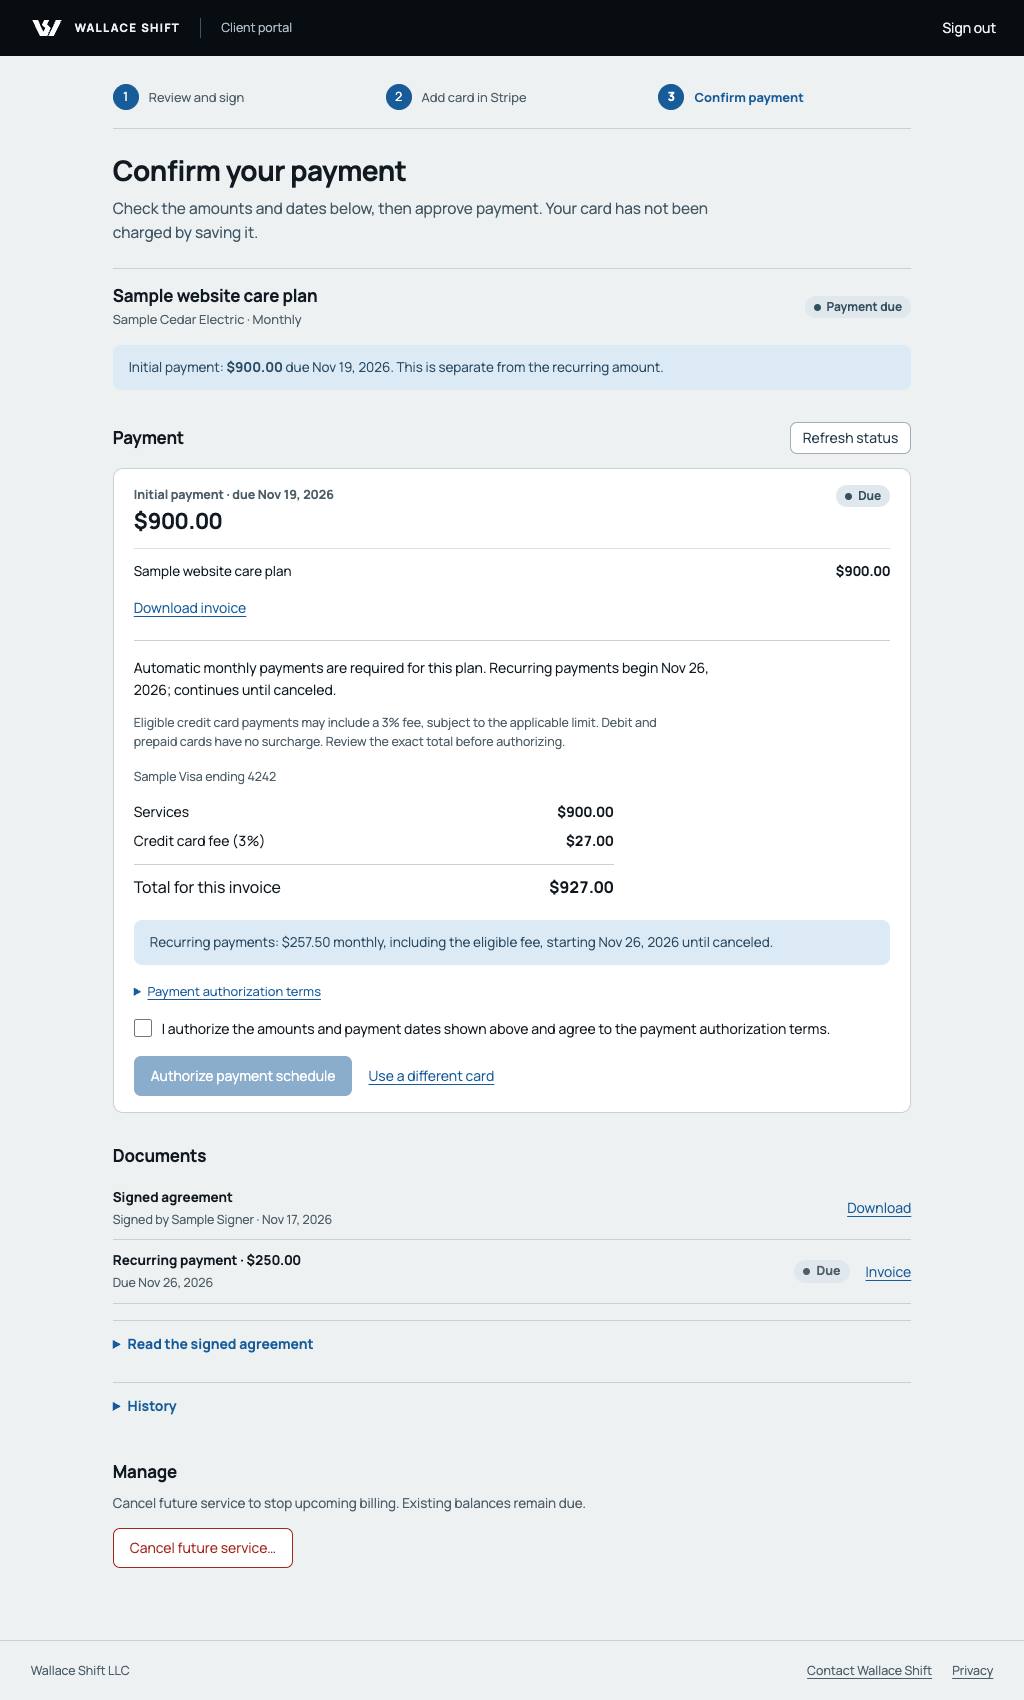 WALLACE SHIFT
Client portal
Sign out
1 Review and sign
2 Add card in Stripe
3 Confirm payment
Confirm your payment
Check the amounts and dates below, then approve payment. Your card has not been
charged by saving it.
Sample website care plan
Sample Cedar Electric · Monthly
Payment due
Initial payment: $900.00 due Nov 19, 2026. This is separate from the recurring amount.
Payment
Refresh status
Initial payment · due Nov 19, 2026
Due
$900.00
Sample website care plan $900.00
Download invoice
Automatic monthly payments are required for this plan. Recurring payments begin Nov 26,
2026; continues until canceled.
Eligible credit card payments may include a 3% fee, subject to the applicable limit. Debit and
prepaid cards have no surcharge. Review the exact total before authorizing.
Sample Visa ending 4242
Services $900.00
Credit card fee (3%) $27.00
Total for this invoice $927.00
Recurring payments: $257.50 monthly, including the eligible fee, starting Nov 26, 2026 until canceled.
Payment authorization terms
I authorize the amounts and payment dates shown above and agree to the payment authorization terms.
Authorize payment schedule
Use a different card
Documents
Signed agreement
Signed by Sample Signer · Nov 17, 2026
Download
Recurring payment · $250.00
Due Nov 26, 2026
Due
Invoice
Read the signed agreement
History
Manage
Cancel future service to stop upcoming billing. Existing balances remain due.
Cancel future service…
Wallace Shift LLC
Contact Wallace Shift
Privacy